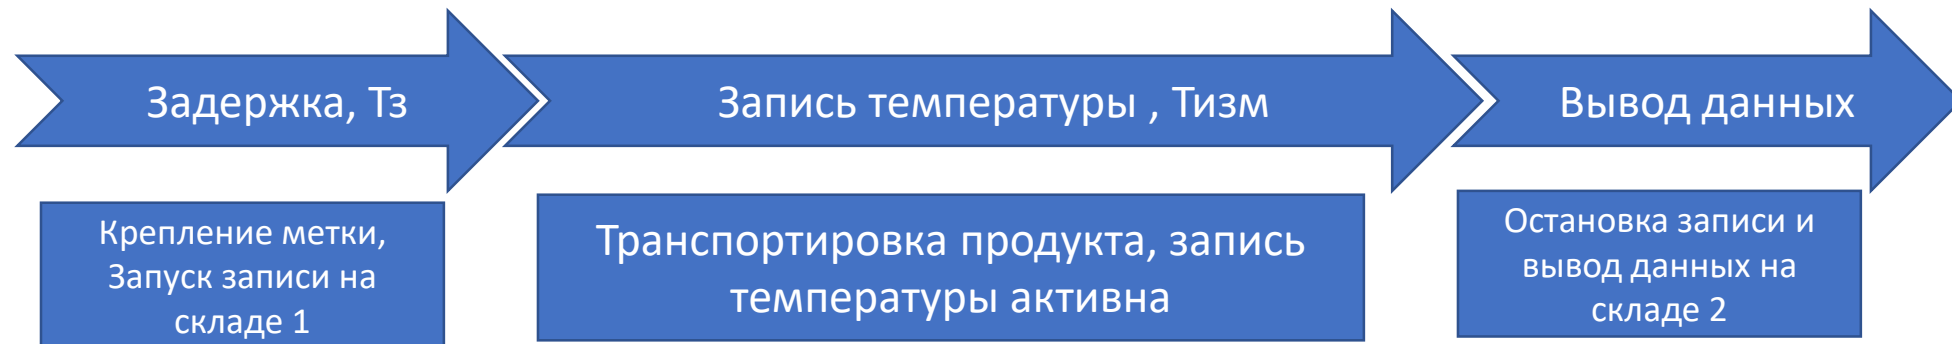 Задержка, Тз
Запись температуры , Тизм
Вывод данных
Крепление метки,
Запуск записи на
складе 1
Транспортировка продукта, запись
температуры активна
Остановка записи и
вывод данных на
складе 2